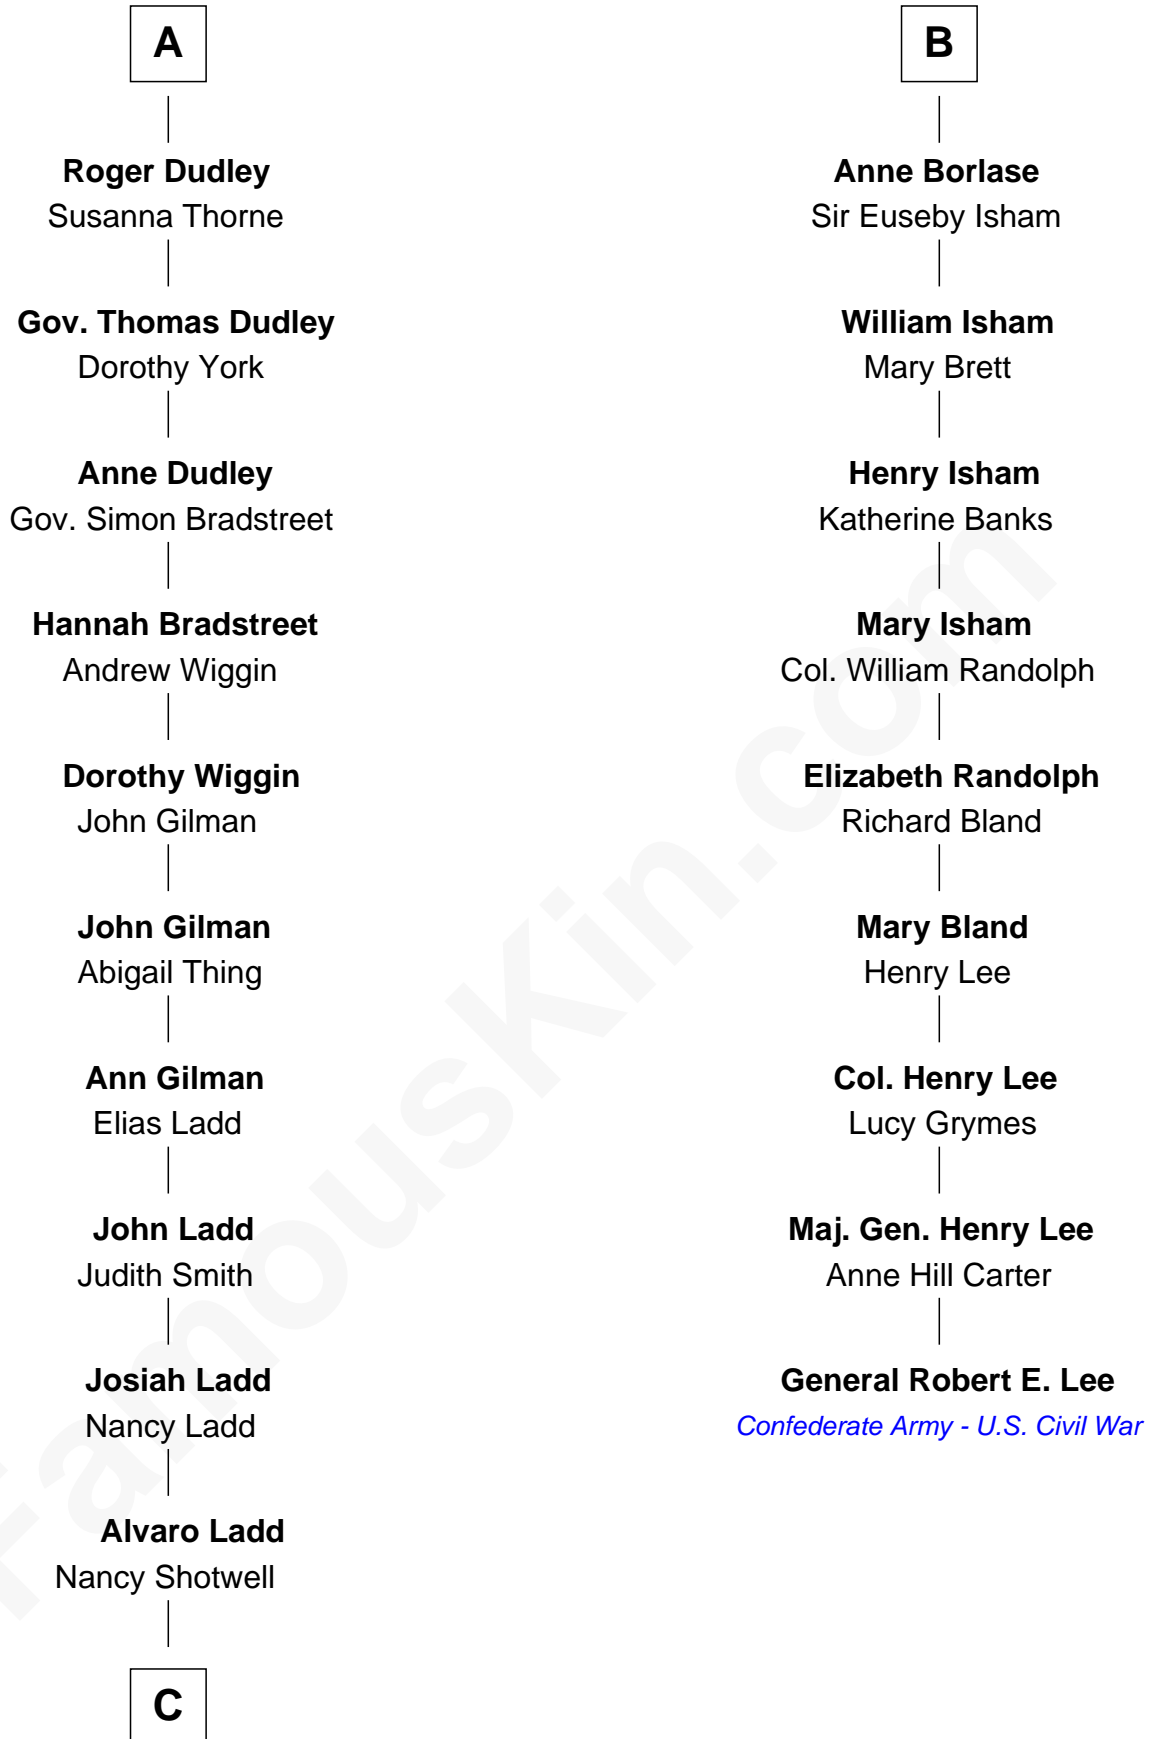 A
Roger Dudley
Susanna Thorne
Gov. Thomas Dudley
Dorothy York
Anne Dudley
Gov. Simon Bradstreet
Hannah Bradstreet
Andrew Wiggin
Dorothy Wiggin
John Gilman
John Gilman
Abigail Thing
Ann Gilman
Elias Ladd
John Ladd
Judith Smith
Josiah Ladd
Nancy Ladd
Alvaro Ladd
Nancy Shotwell
C
B
Anne Borlase
Sir Euseby Isham
William Isham
Mary Brett
Henry Isham
Katherine Banks
Mary Isham
Col. William Randolph
Elizabeth Randolph
Richard Bland
Mary Bland
Henry Lee
Col. Henry Lee
Lucy Grymes
Maj. Gen. Henry Lee
Anne Hill Carter
General Robert E. Lee
Confederate Army - U.S. Civil War
FamousKin.com